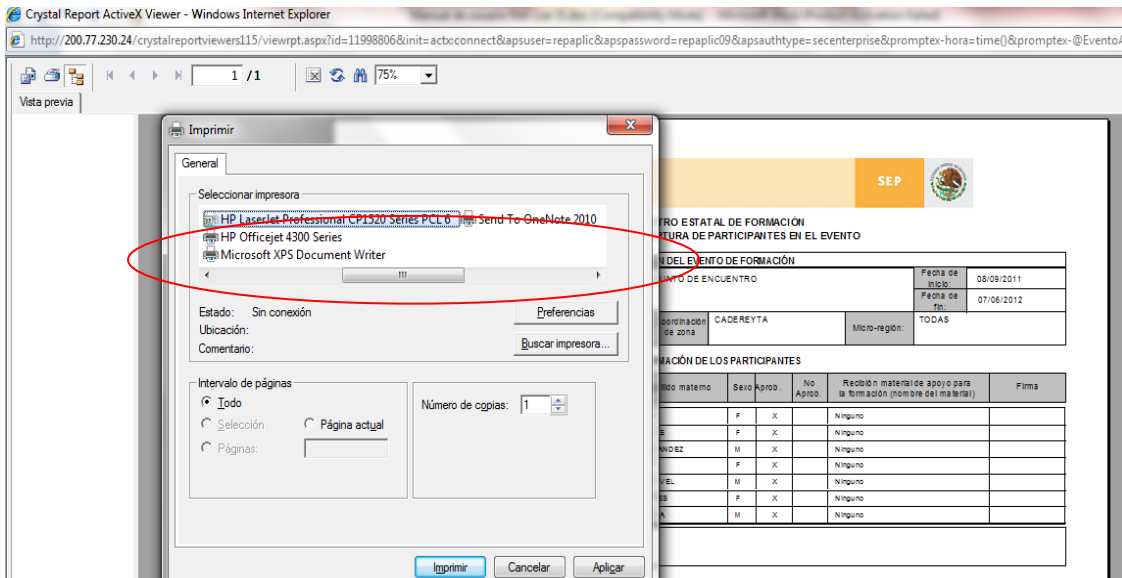 Crystal Report ActiveX Viewer - Windows Internet Explorer
http://200.77.230.24/crystalreportviewers115/viewrpt.aspx?id=11998806&init=actx:connect&apsuser=repaplic&apspassword=repaplic09&apsauthtype=secenterprise&promptex-hora=time()&promptex-@EventoA
1 /1 75%
Vista previa
Imprimir
General
Seleccionar impresora
HP LaserJet Professional CP1520 Series PCL 6 Send To OneNote 2010
HP Officejet 4300 Series
Microsoft XPS Document Writer
Estado: Sin conexión Preferencias
Ubicación:
Comentario: Buscar impresora...
Intervalo de páginas
Todo
Selección Página actual
Páginas:
Número de copias: 1
Imprimir Cancelar Aplicar
SEP
TRO ESTATAL DE FORMACIÓN
PTURA DE PARTICIPANTES EN EL EVENTO
N DEL EVENTO DE FORMACIÓN
UNTO DE ENCUENTRO Fecha de inicio: 08/09/2011
Fecha de fin: 07/06/2012
oordinación de zona CADEREYTA Micro-región: TODAS
MACIÓN DE LOS PARTICIPANTES
llido materno Sexo Aprob. No Aprob. Recibión material de apoyo para la formación (nombre del material) Firma
F X Ninguno
S F X Ninguno
ANDEZ M X Ninguno
F X Ninguno
VEL M X Ninguno
ES F X Ninguno
A M X Ninguno